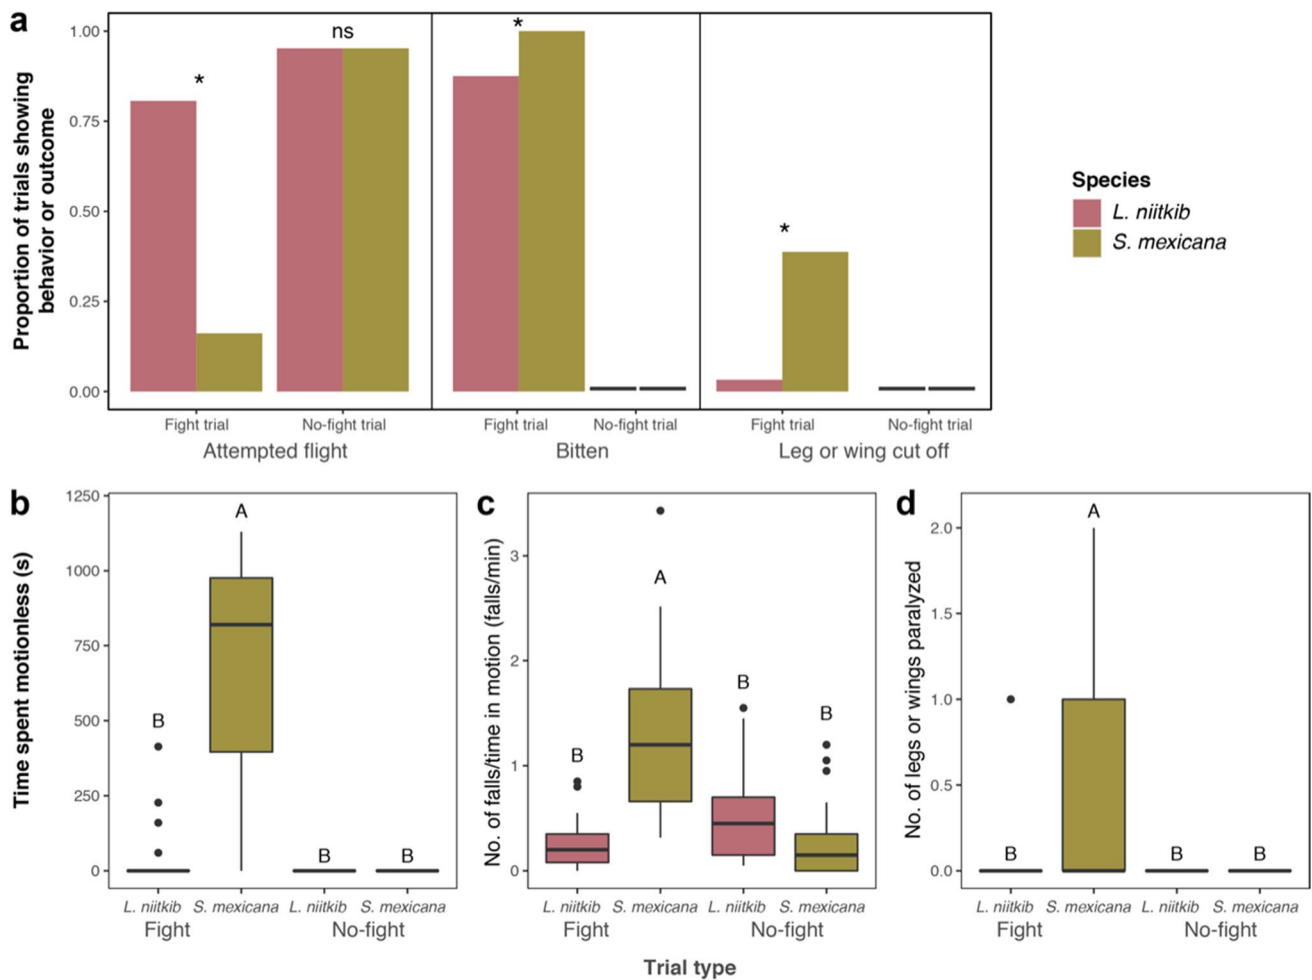 a
Proportion of trials showing
behavior or outcome
1.00
0.75
0.50
0.25
0.00
*
ns
*
*
Fight trial
No-fight trial
Fight trial
No-fight trial
Fight trial
No-fight trial
Attempted flight
Bitten
Leg or wing cut off
Species
L. niitkib
S. mexicana
b
Time spent motionless (s)
1250
1000
750
500
250
0
B
A
B
B
L. niitkib
S. mexicana
L. niitkib
S. mexicana
Fight
No-fight
c
No. of falls/time in motion (falls/min)
3
2
1
0
B
A
B
B
L. niitkib
S. mexicana
L. niitkib
S. mexicana
Fight
No-fight
d
No. of legs or wings paralyzed
2.0
1.5
1.0
0.5
0.0
B
A
B
B
L. niitkib
S. mexicana
L. niitkib
S. mexicana
Fight
No-fight
Trial type